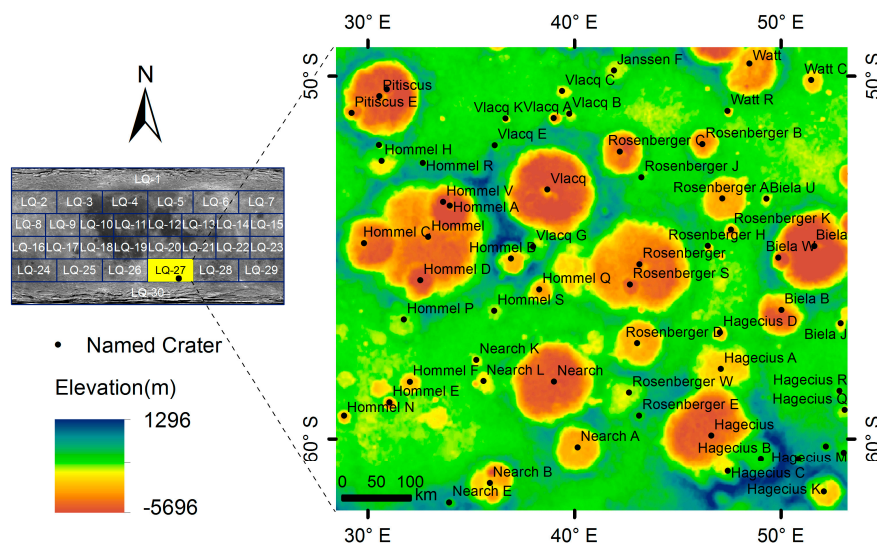 30° E
40° E
50° E
50° S
60° S
N
LQ-1
LQ-2
LQ-3
LQ-4
LQ-5
LQ-6
LQ-7
LQ-8
LQ-9
LQ-10
LQ-11
LQ-12
LQ-13
LQ-14
LQ-15
LQ-16
LQ-17
LQ-18
LQ-19
LQ-20
LQ-21
LQ-22
LQ-23
LQ-24
LQ-25
LQ-26
LQ-27
LQ-28
LQ-29
LQ-30
Named Crater
Elevation(m)
1296
-5696
Watt
Janssen F
Watt C
Vlacq C
Pitiscus
Pitiscus E
Vlacq K
Vlacq A
Vlacq B
Watt R
Vlacq E
Rosenberger C
Rosenberger B
Hommel H
Hommel R
Rosenberger J
Vlacq
Hommel V
Hommel A
Rosenberger A
Biela U
Hommel
Hommel C
Vlacq G
Hommel B
Rosenberger K
Rosenberger H
Biela
Biela W
Rosenberger
Hommel D
Hommel Q
Rosenberger S
Hommel S
Hommel P
Biela B
Hagecius D
Biela J
Rosenberger D
Nearch K
Hagecius A
Hommel F
Nearch L
Nearch
Hommel E
Rosenberger W
Hagecius R
Hagecius Q
Hommel N
Rosenberger E
Hagecius
Nearch A
Hagecius B
Hagecius M
Nearch B
Hagecius C
Hagecius K
Nearch E
0 20 40 60 80 100
km
30° E
40° E
50° E